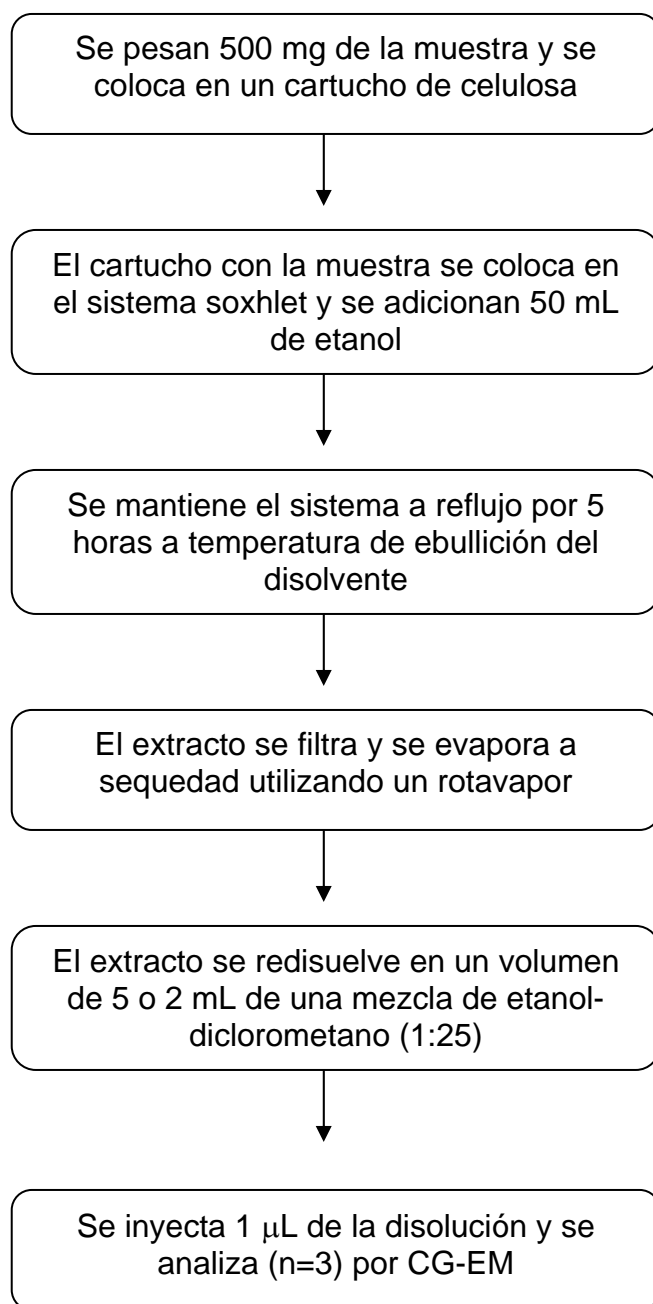 Se pesan 500 mg de la muestra y se
coloca en un cartucho de celulosa
El cartucho con la muestra se coloca en
el sistema soxhlet y se adicionan 50 mL
de etanol
Se mantiene el sistema a reflujo por 5
horas a temperatura de ebullición del
disolvente
El extracto se filtra y se evapora a
sequedad utilizando un rotavapor
El extracto se redisuelve en un volumen
de 5 o 2 mL de una mezcla de etanol-
diclorometano (1:25)
Se inyecta 1 μL de la disolución y se
analiza (n=3) por CG-EM